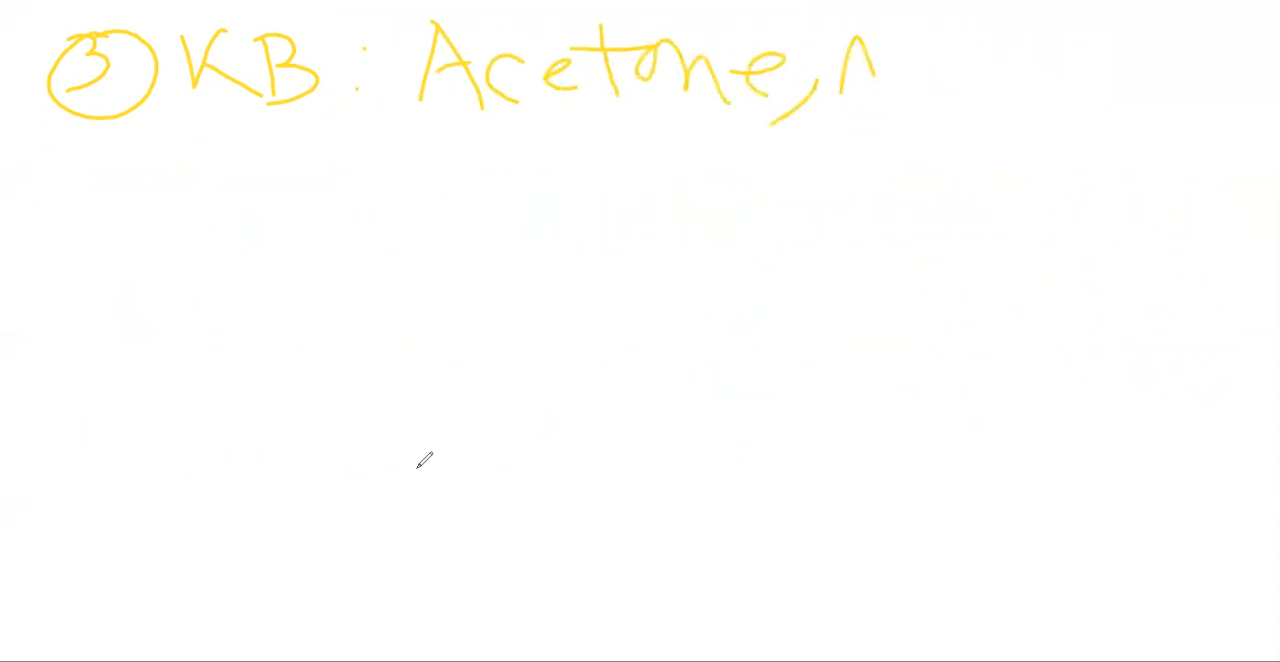 ③ KB : Acetone,